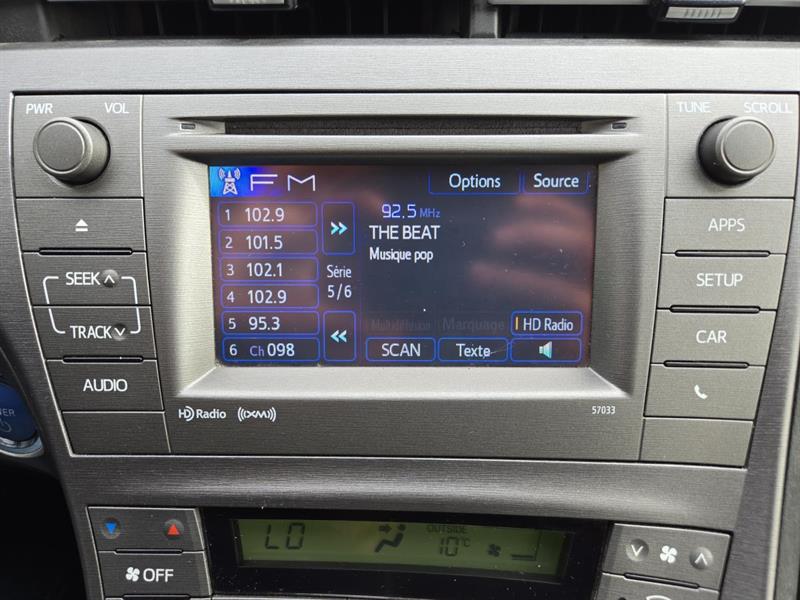 PWR VOL
TUNE SCROLL
FM Options Source
1 102.9
2 101.5
3 102.1
4 102.9
5 95.3
6 Ch 098
Série
5/6
92.5 MHz
THE BEAT
Musique pop
Multidiffusion Marquage HD Radio
SCAN Texte
SEEK
TRACK
AUDIO
APPS
SETUP
CAR
HD Radio ((XM))
57033
LO
OUTSIDE
10°C
OFF